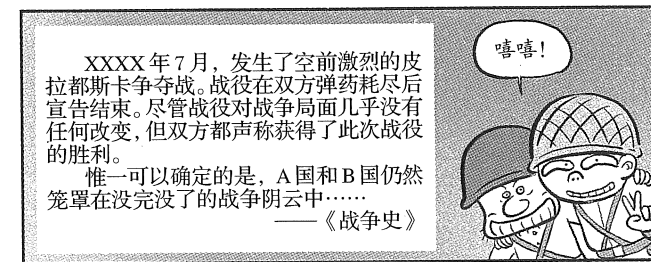 XXXX年7月，发生了空前激烈的皮
拉都斯卡争夺战。战役在双方弹药耗尽后
宣告结束。尽管战役对战争局面几乎没有
任何改变，但双方都声称获得了此次战役
的胜利。
惟一可以确定的是，A国和B国仍然
笼罩在没完没了的战争阴云中……
——《战争史》
嘻嘻！